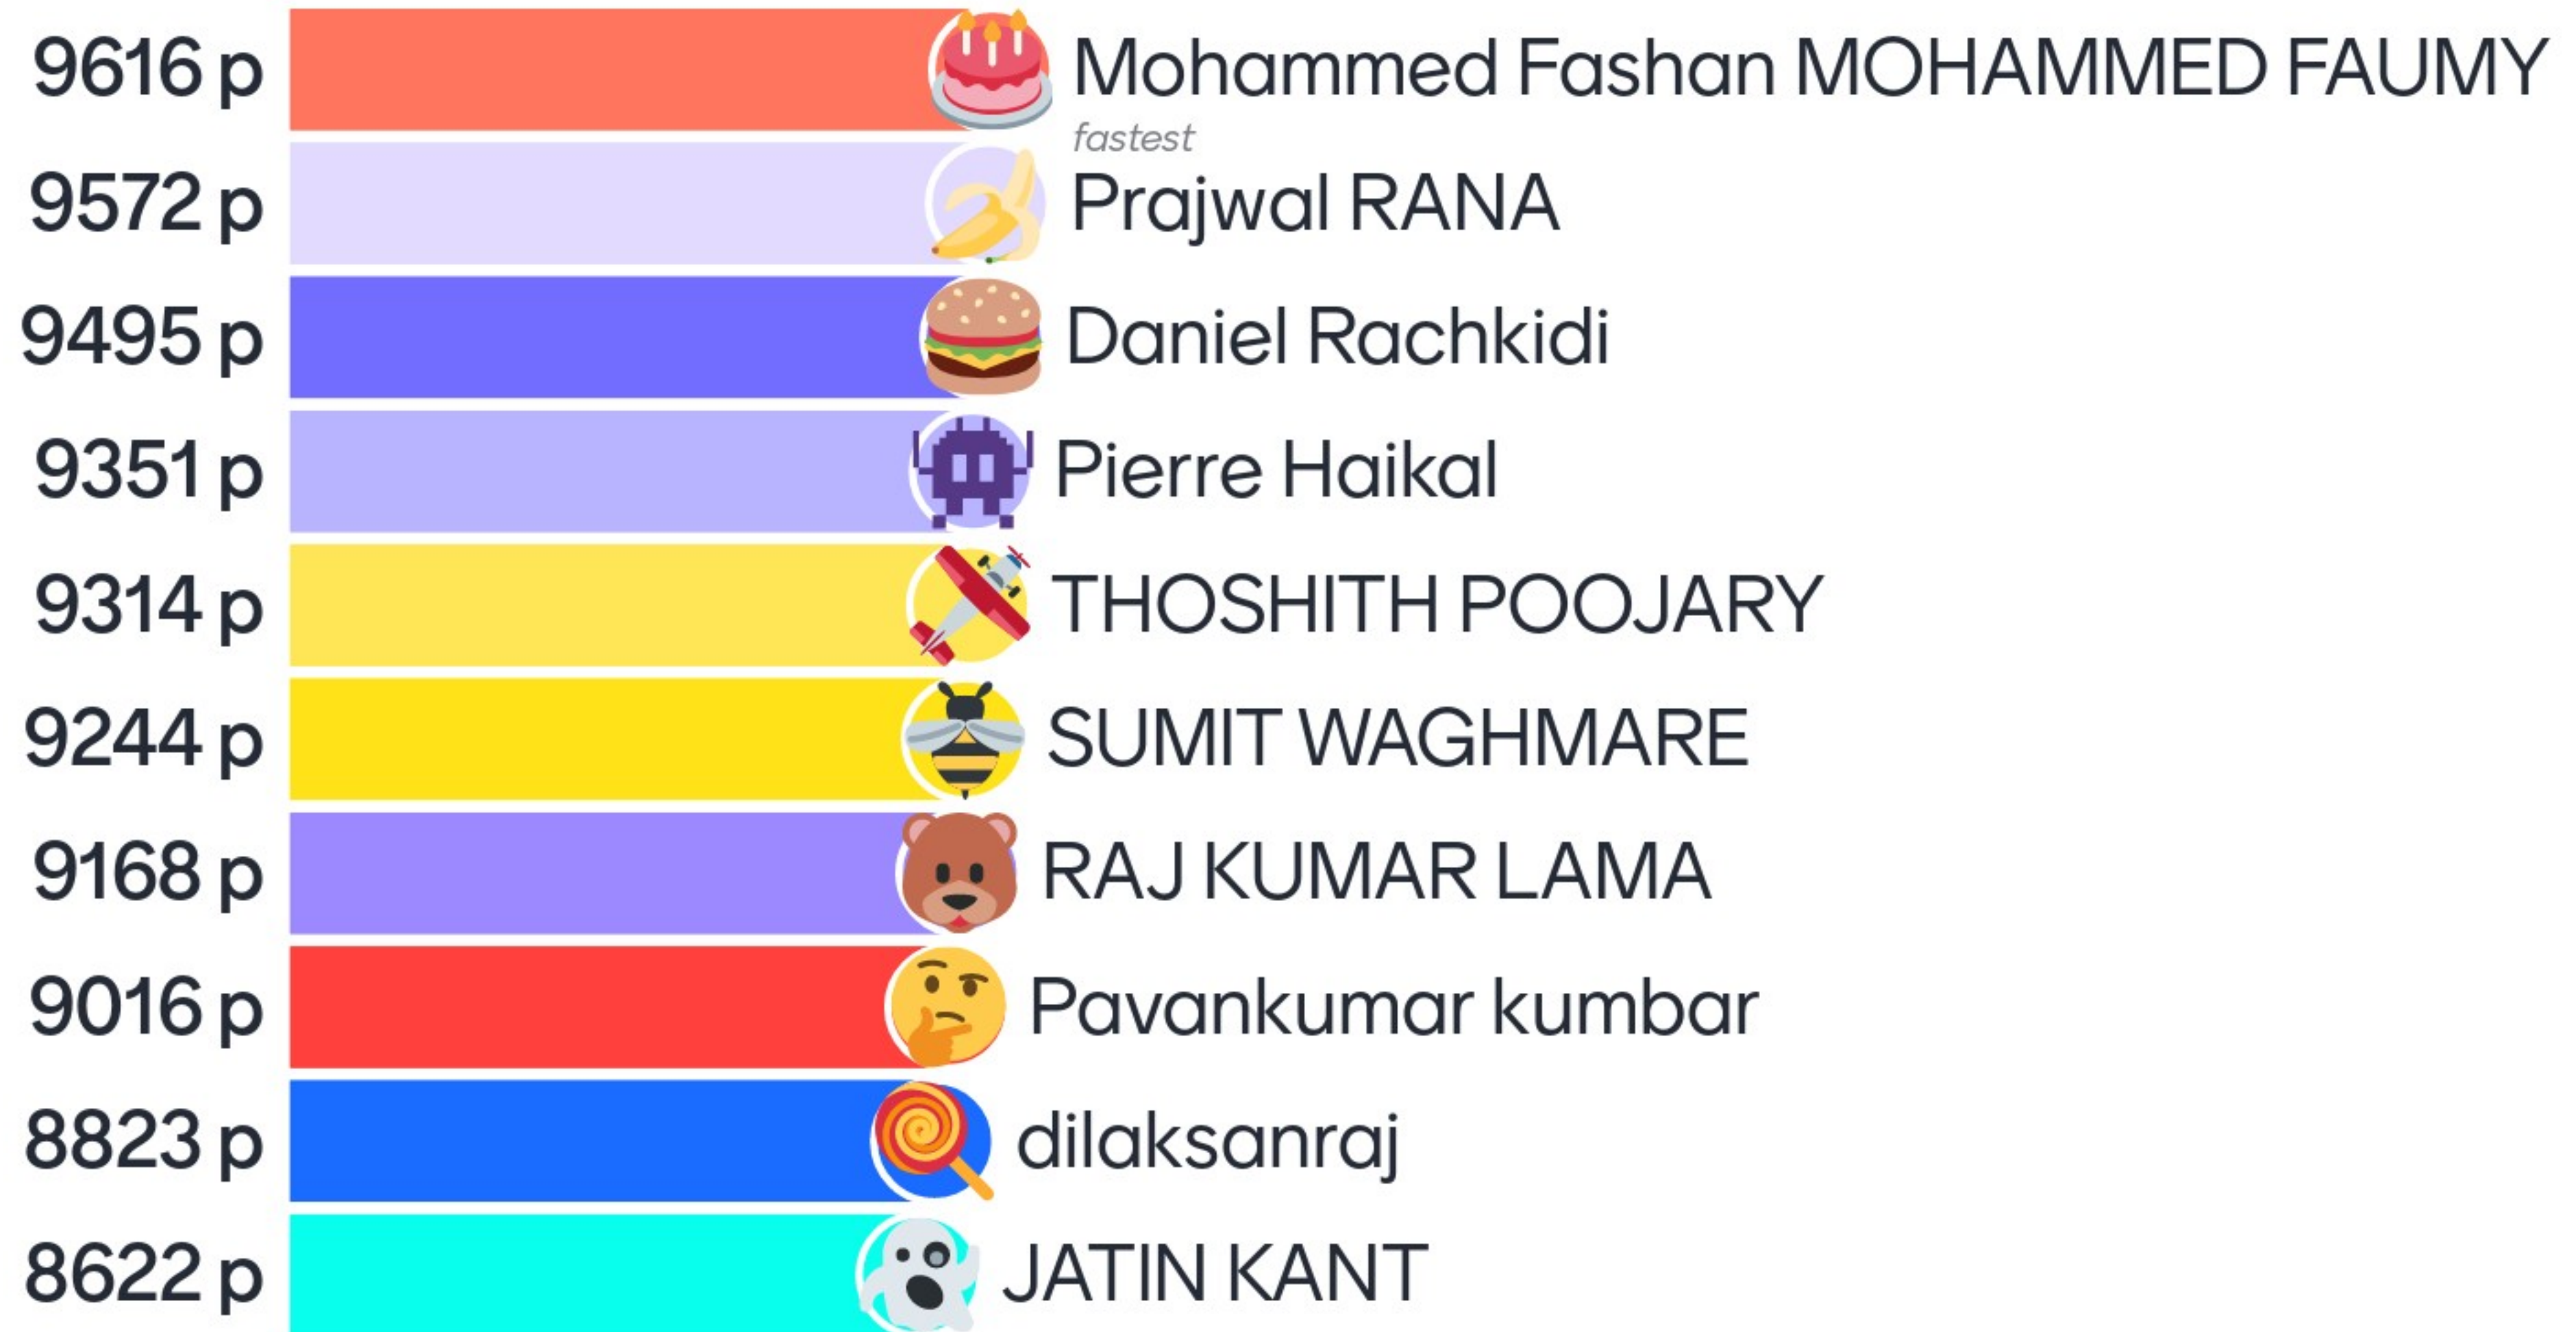 9616 p Mohammed Fashan MOHAMMED FAUMY
fastest
9572 p Prajwal RANA
9495 p Daniel Rachkidi
9351 p Pierre Haikal
9314 p THOSHITH POOJARY
9244 p SUMIT WAGHMARE
9168 p RAJ KUMAR LAMA
9016 p Pavankumar kumbar
8823 p dilaksanraj
8622 p JATIN KANT